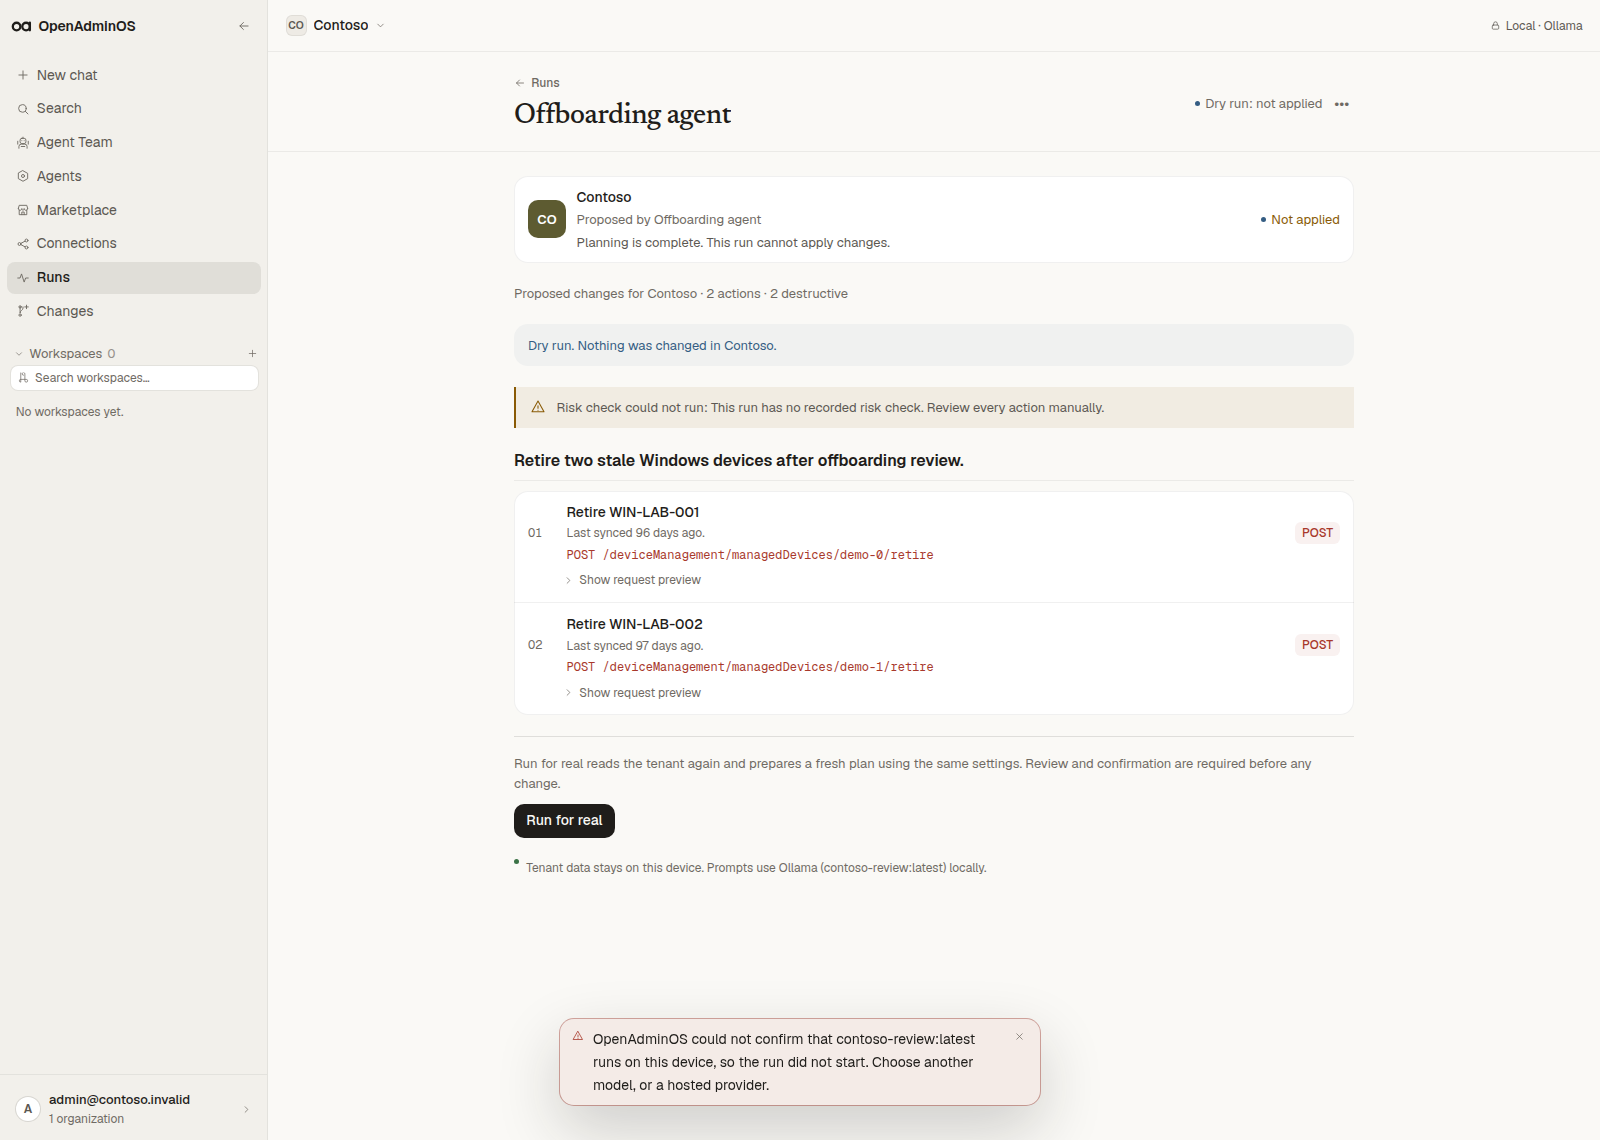 OpenAdminOS
New chat
Search
Agent Team
Agents
Marketplace
Connections
Runs
Changes
Workspaces 0
Search workspaces...
No workspaces yet.
A
admin@contoso.invalid
1 organization
CO Contoso
Local · Ollama
Runs
Offboarding agent
Dry run: not applied
CO
Contoso
Proposed by Offboarding agent
Planning is complete. This run cannot apply changes.
Not applied
Proposed changes for Contoso · 2 actions · 2 destructive
Dry run. Nothing was changed in Contoso.
Risk check could not run: This run has no recorded risk check. Review every action manually.
Retire two stale Windows devices after offboarding review.
01
Retire WIN-LAB-001
Last synced 96 days ago.
POST /deviceManagement/managedDevices/demo-0/retire
Show request preview
POST
02
Retire WIN-LAB-002
Last synced 97 days ago.
POST /deviceManagement/managedDevices/demo-1/retire
Show request preview
POST
Run for real reads the tenant again and prepares a fresh plan using the same settings. Review and confirmation are required before any
change.
Run for real
Tenant data stays on this device. Prompts use Ollama (contoso-review:latest) locally.
OpenAdminOS could not confirm that contoso-review:latest
runs on this device, so the run did not start. Choose another
model, or a hosted provider.